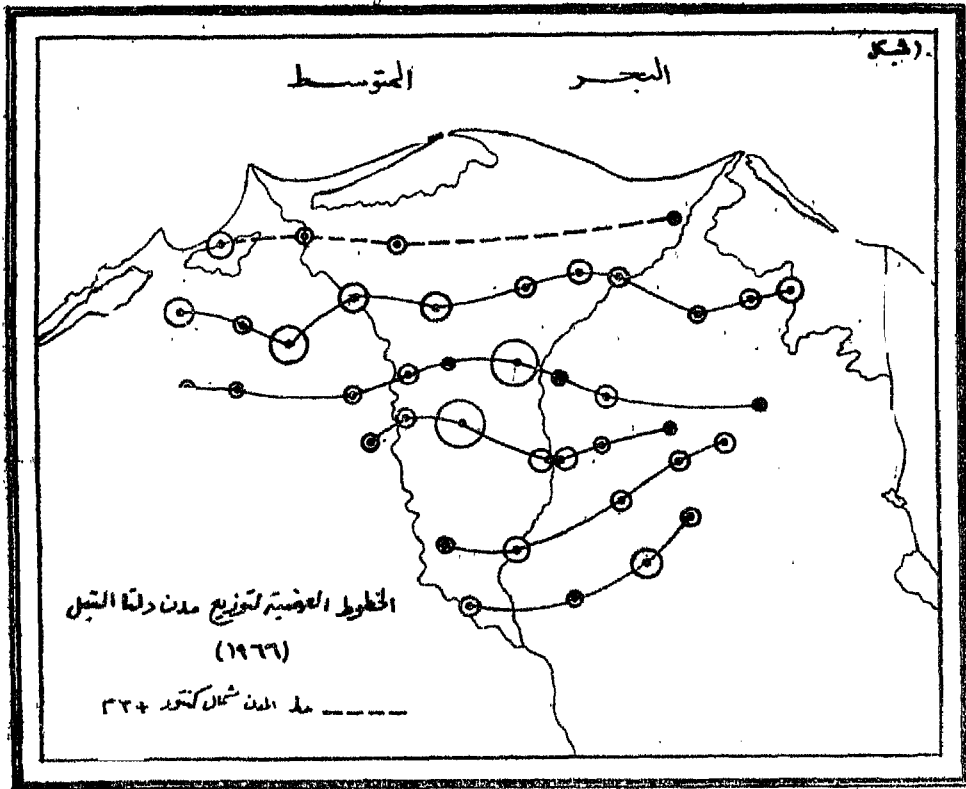 (شكل
البحر المتوسط
الخطوط العرضية لتوزيع مدن دلتا النيل
(١٩٦٦)
خط المدن شمال كنتور +٣م